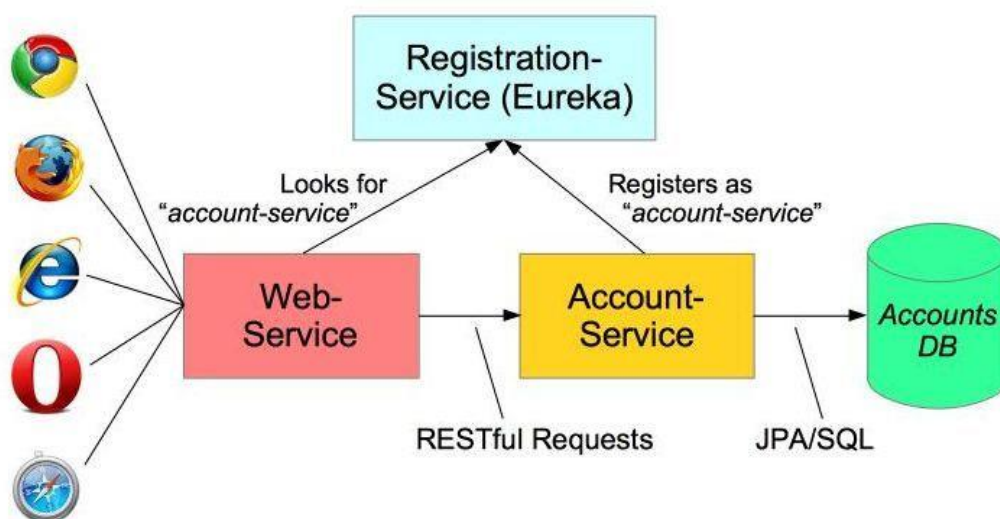 Registration-
Service (Eureka)
Looks for
“account-service”
Registers as
“account-service”
Web-
Service
Account-
Service
Accounts
DB
RESTful Requests
JPA/SQL